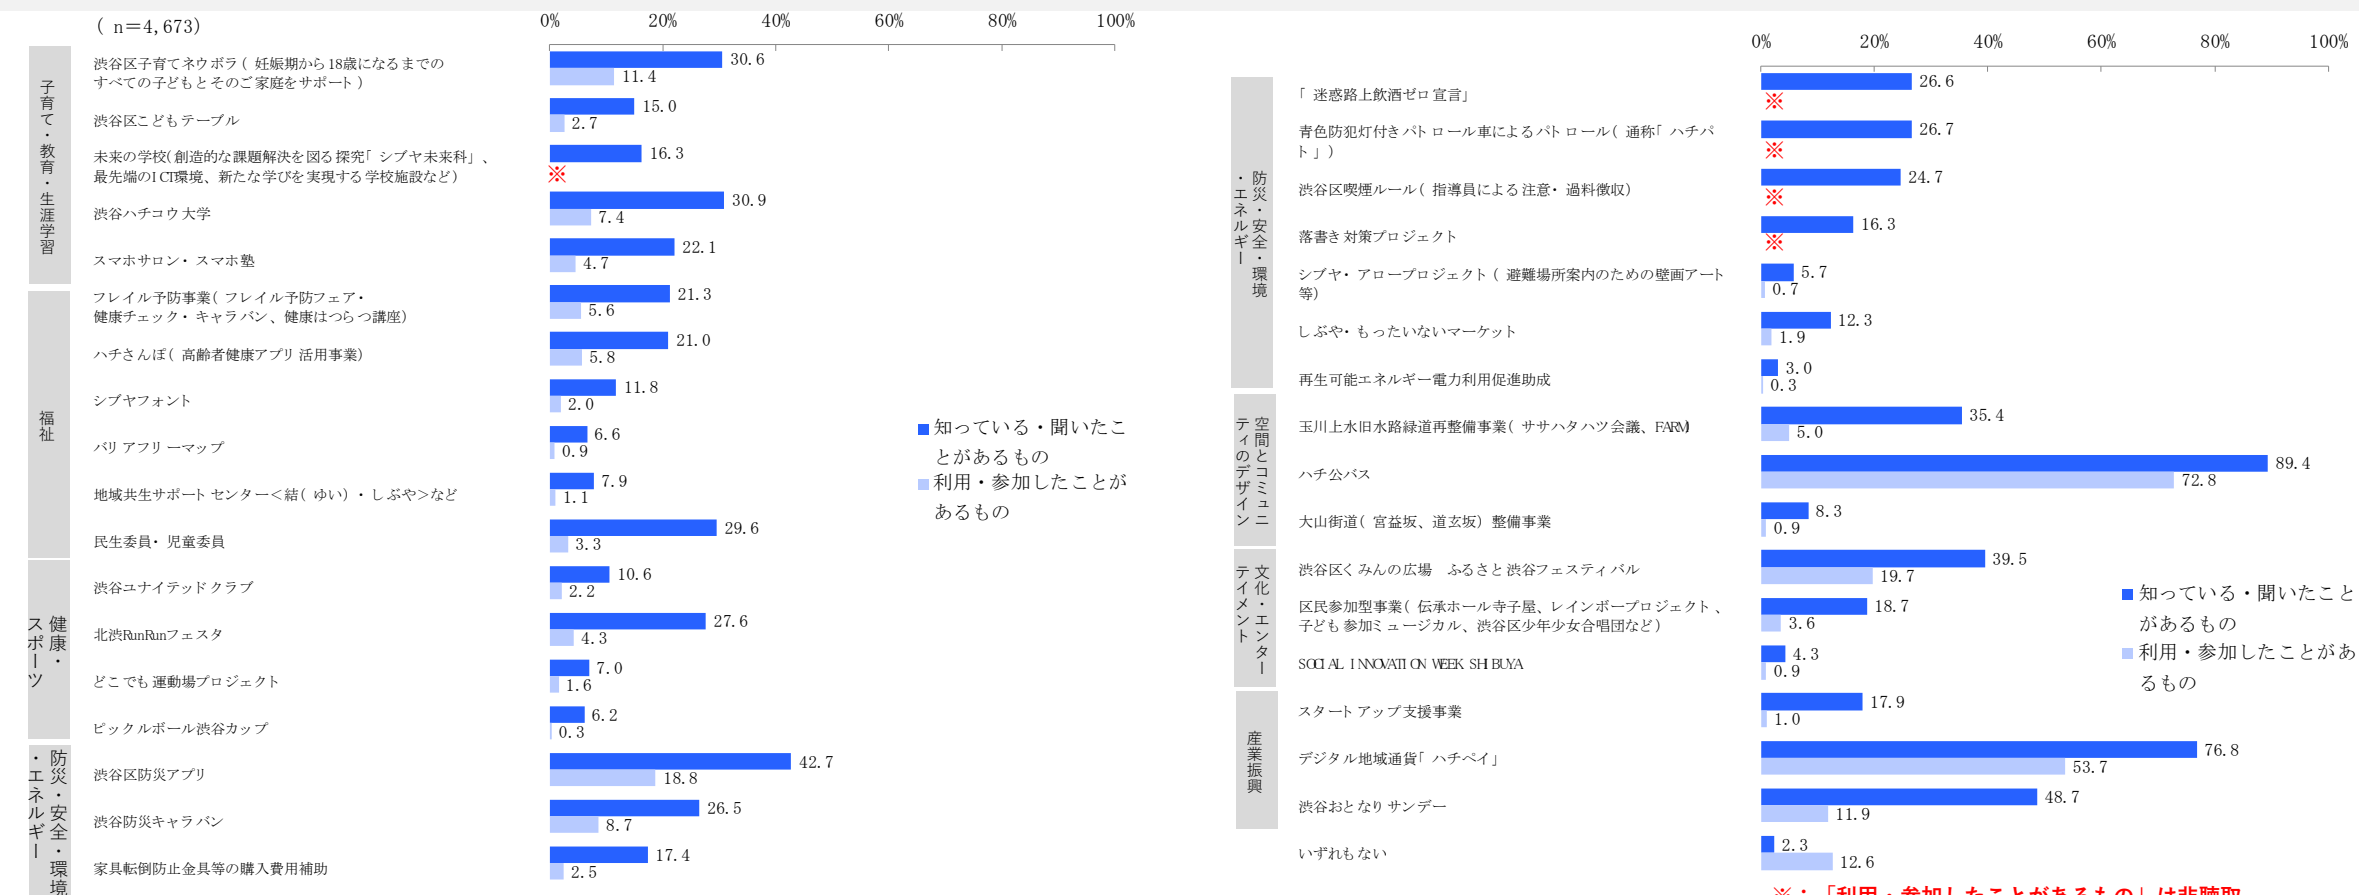 ( n＝4,673)
0% 20% 40% 60% 80% 100%
子育て・教育・生涯学習
渋谷区子育てネウボラ( 妊娠期から18歳になるまでの
すべての子どもとそのご家庭をサポート )
30.6
11.4
渋谷区こどもテーブル
15.0
2.7
未来の学校(創造的な課題解決を図る探究「 シブヤ未来科」、
最先端のICT環境、新たな学びを実現する学校施設など)
16.3
※
渋谷ハチコウ大学
30.9
7.4
スマホサロン・スマホ塾
22.1
4.7
福祉
フレイル予防事業( フレイル予防フェア・
健康チェック・キャラバン、健康はつらつ講座)
21.3
5.6
ハチさんぽ( 高齢者健康アプリ活用事業)
21.0
5.8
シブヤフォント
11.8
2.0
バリアフリーマップ
6.6
0.9
地域共生サポートセンター<結( ゆい) ・しぶや>など
7.9
1.1
民生委員・児童委員
29.6
3.3
健康・
スポーツ
渋谷ユナイテッドクラブ
10.6
2.2
北渋RunRunフェスタ
27.6
4.3
どこでも運動場プロジェクト
7.0
1.6
ピックルボール渋谷カップ
6.2
0.3
防災・安全・環境
・エネルギー
渋谷区防災アプリ
42.7
18.8
渋谷防災キャラバン
26.5
8.7
家具転倒防止金具等の購入費用補助
17.4
2.5
■知っている・聞いたこ
とがあるもの
■利用・参加したことが
あるもの
0% 20% 40% 60% 80% 100%
防災・安全・環境
・エネルギー
「 迷惑路上飲酒ゼロ宣言」
26.6
※
青色防犯灯付きパトロール車によるパトロール( 通称「 ハチパ
ト」)
26.7
※
渋谷区喫煙ルール( 指導員による注意・過料徴収)
24.7
※
落書き対策プロジェクト
16.3
※
シブヤ・アロープロジェクト( 避難場所案内のための壁画アート
等)
5.7
0.7
しぶや・もったいないマーケット
12.3
1.9
再生可能エネルギー電力利用促進助成
3.0
0.3
空間とコミュニ
ティのデザイン
玉川上水旧水路緑道再整備事業( ササハタハツ会議、FARM)
35.4
5.0
ハチ公バス
89.4
72.8
大山街道( 宮益坂、道玄坂) 整備事業
8.3
0.9
文化・エンター
テイメント
渋谷区くみんの広場　ふるさと渋谷フェスティバル
39.5
19.7
区民参加型事業( 伝承ホール寺子屋、レインボープロジェクト、
子ども参加ミュージカル、渋谷区少年少女合唱団など)
18.7
3.6
SOCIAL INNOVATION WEEK SHIBUYA
4.3
0.9
産業振興
スタートアップ支援事業
17.9
1.0
デジタル地域通貨「 ハチペイ」
76.8
53.7
渋谷おとなりサンデー
48.7
11.9
いずれもない
2.3
12.6
■知っている・聞いたこと
があるもの
■利用・参加したことがあ
るもの
※：「利用・参加したことがあるもの」は非聴取